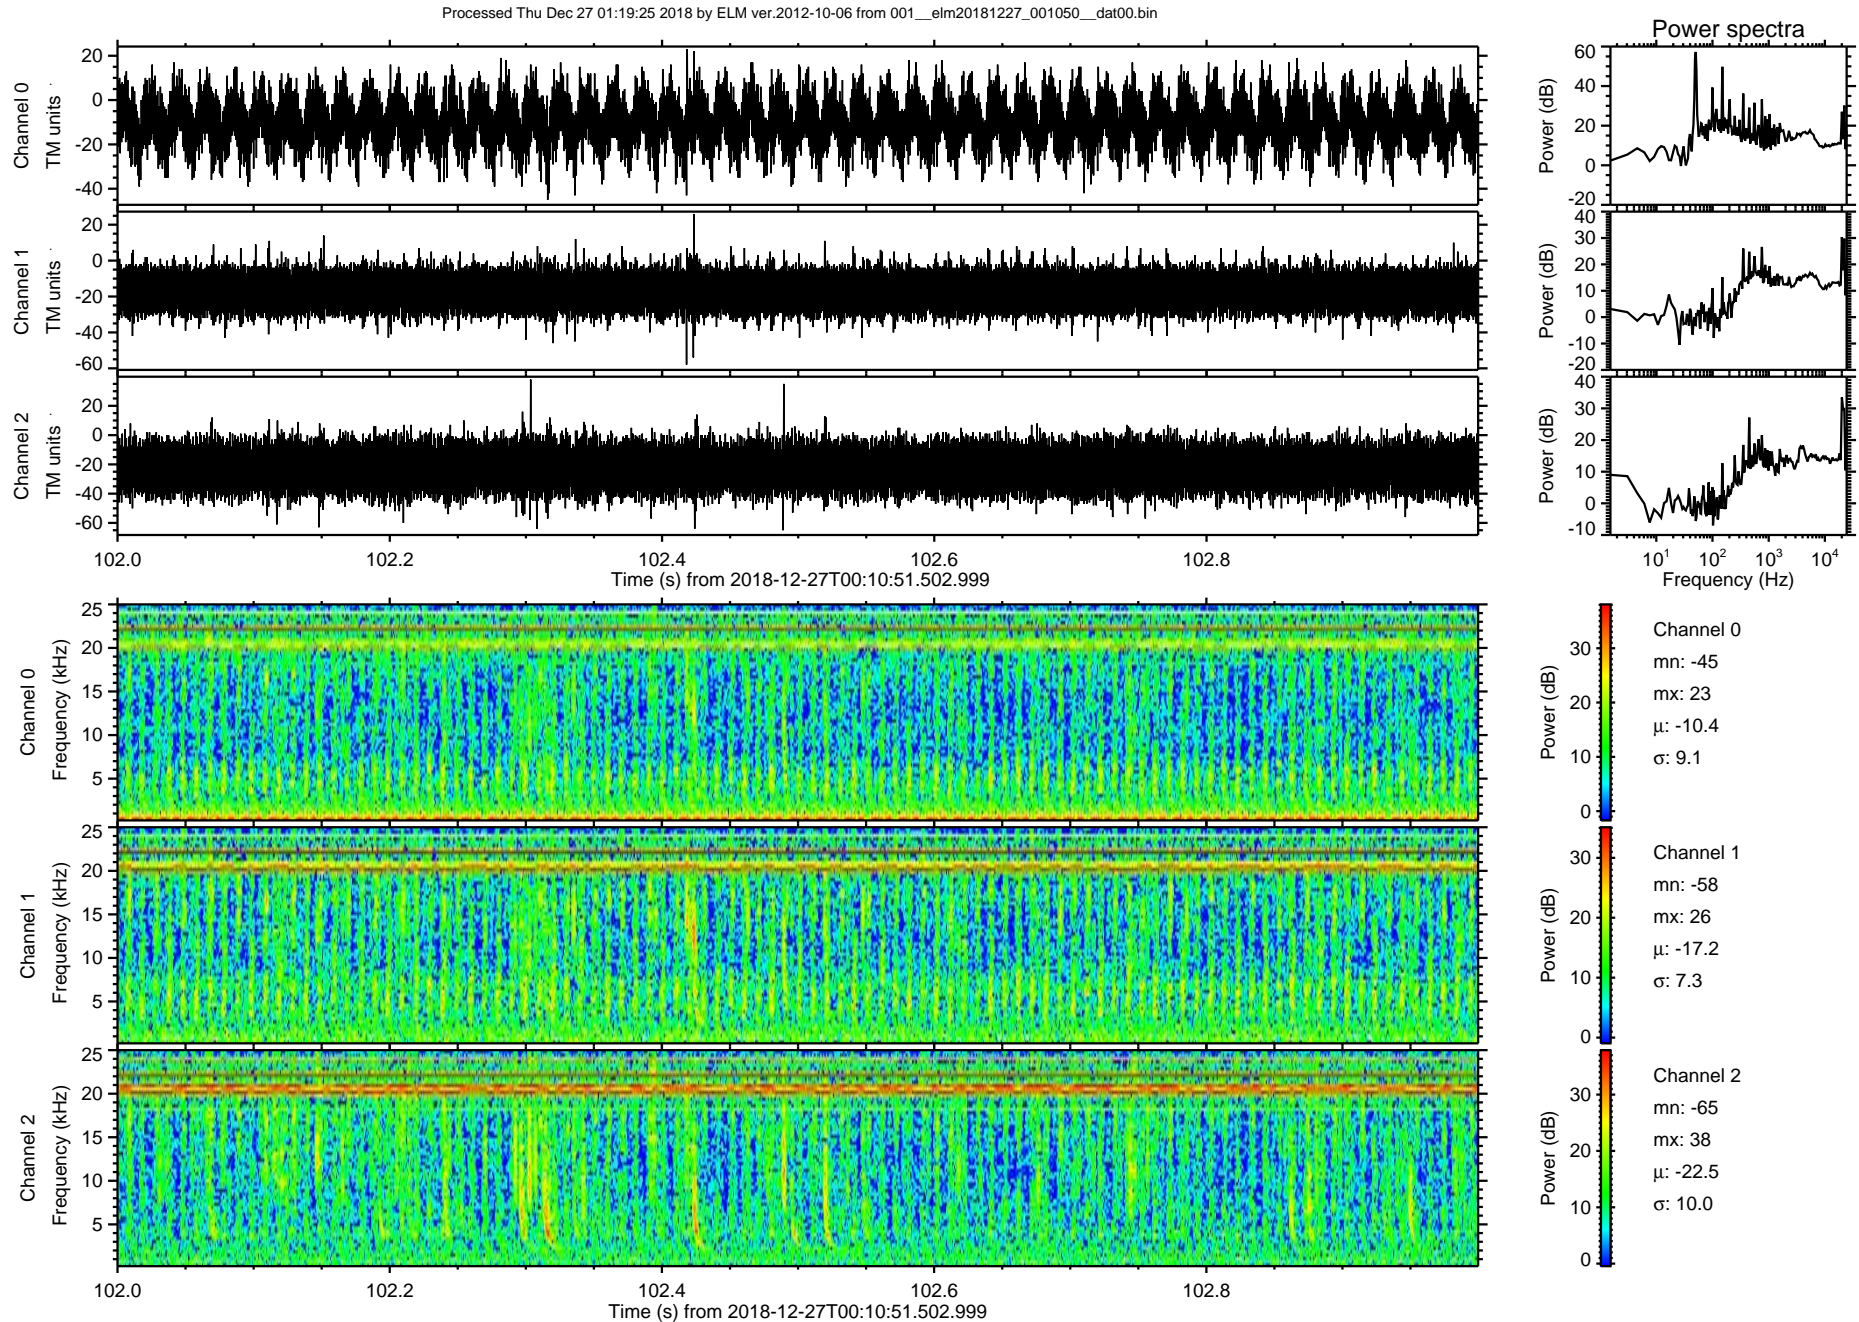 Processed Thu Dec 27 01:19:25 2018 by ELM ver.2012-10-06 from 001__elm20181227_001050__dat00.bin
Power spectra
Channel 0
TM units
20
0
-20
-40
Power (dB)
60
40
20
0
-20
Channel 1
TM units
20
0
-20
-40
-60
Power (dB)
40
30
20
10
0
-10
-20
Channel 2
TM units
20
0
-20
-40
-60
Power (dB)
40
30
20
10
0
-10
102.0 102.2 102.4 102.6 102.8
Time (s) from 2018-12-27T00:10:51.502.999
10^1 10^2 10^3 10^4
Frequency (Hz)
Channel 0
Frequency (kHz)
25
20
15
10
5
Power (dB)
30
20
10
0
Channel 0
mn: -45
mx: 23
μ: -10.4
σ: 9.1
Channel 1
Frequency (kHz)
25
20
15
10
5
Power (dB)
30
20
10
0
Channel 1
mn: -58
mx: 26
μ: -17.2
σ: 7.3
Channel 2
Frequency (kHz)
25
20
15
10
5
Power (dB)
30
20
10
0
Channel 2
mn: -65
mx: 38
μ: -22.5
σ: 10.0
102.0 102.2 102.4 102.6 102.8
Time (s) from 2018-12-27T00:10:51.502.999